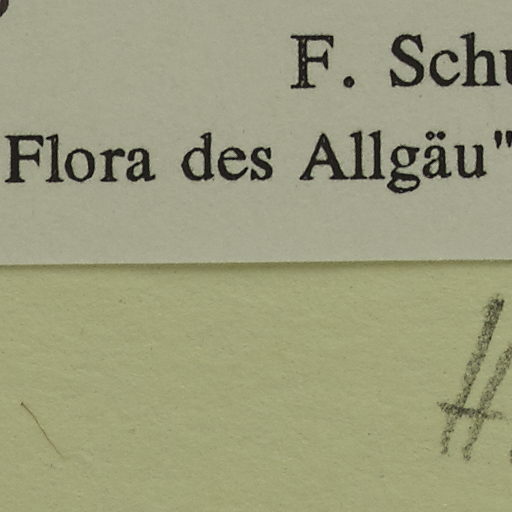 F. Schu
Flora des Allgäu"
H.